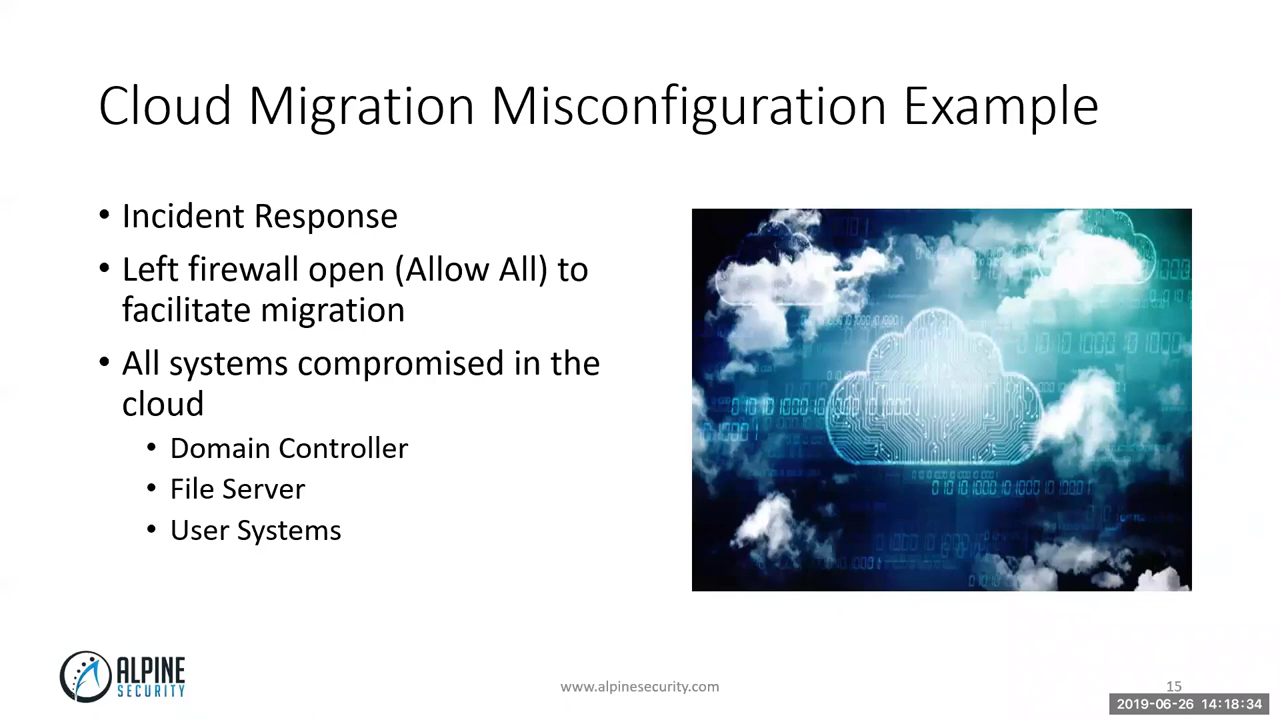 Cloud Migration Misconfiguration Example
• Incident Response
• Left firewall open (Allow All) to
facilitate migration
• All systems compromised in the
cloud
• Domain Controller
• File Server
• User Systems
ALPINE
SECURITY
www.alpinesecurity.com
15
2019-06-26 14:18:34